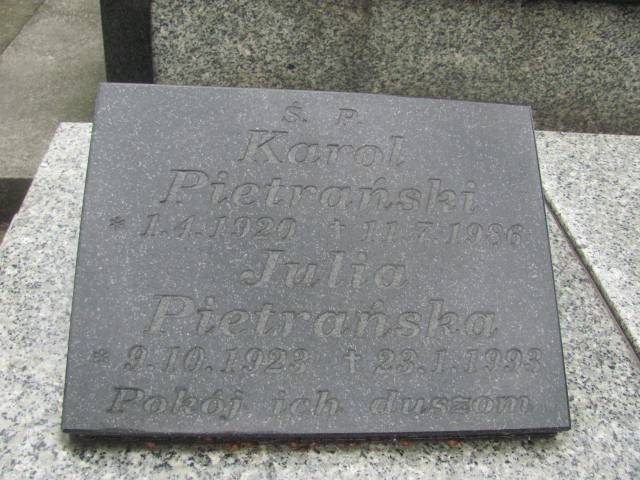 Ś. P.
Karol
Pietrański
* 1.4.1920 † 11.7.1986
Julia
Pietrańska
* 9.10.1923 † 23.1.1993
Pokój ich duszom